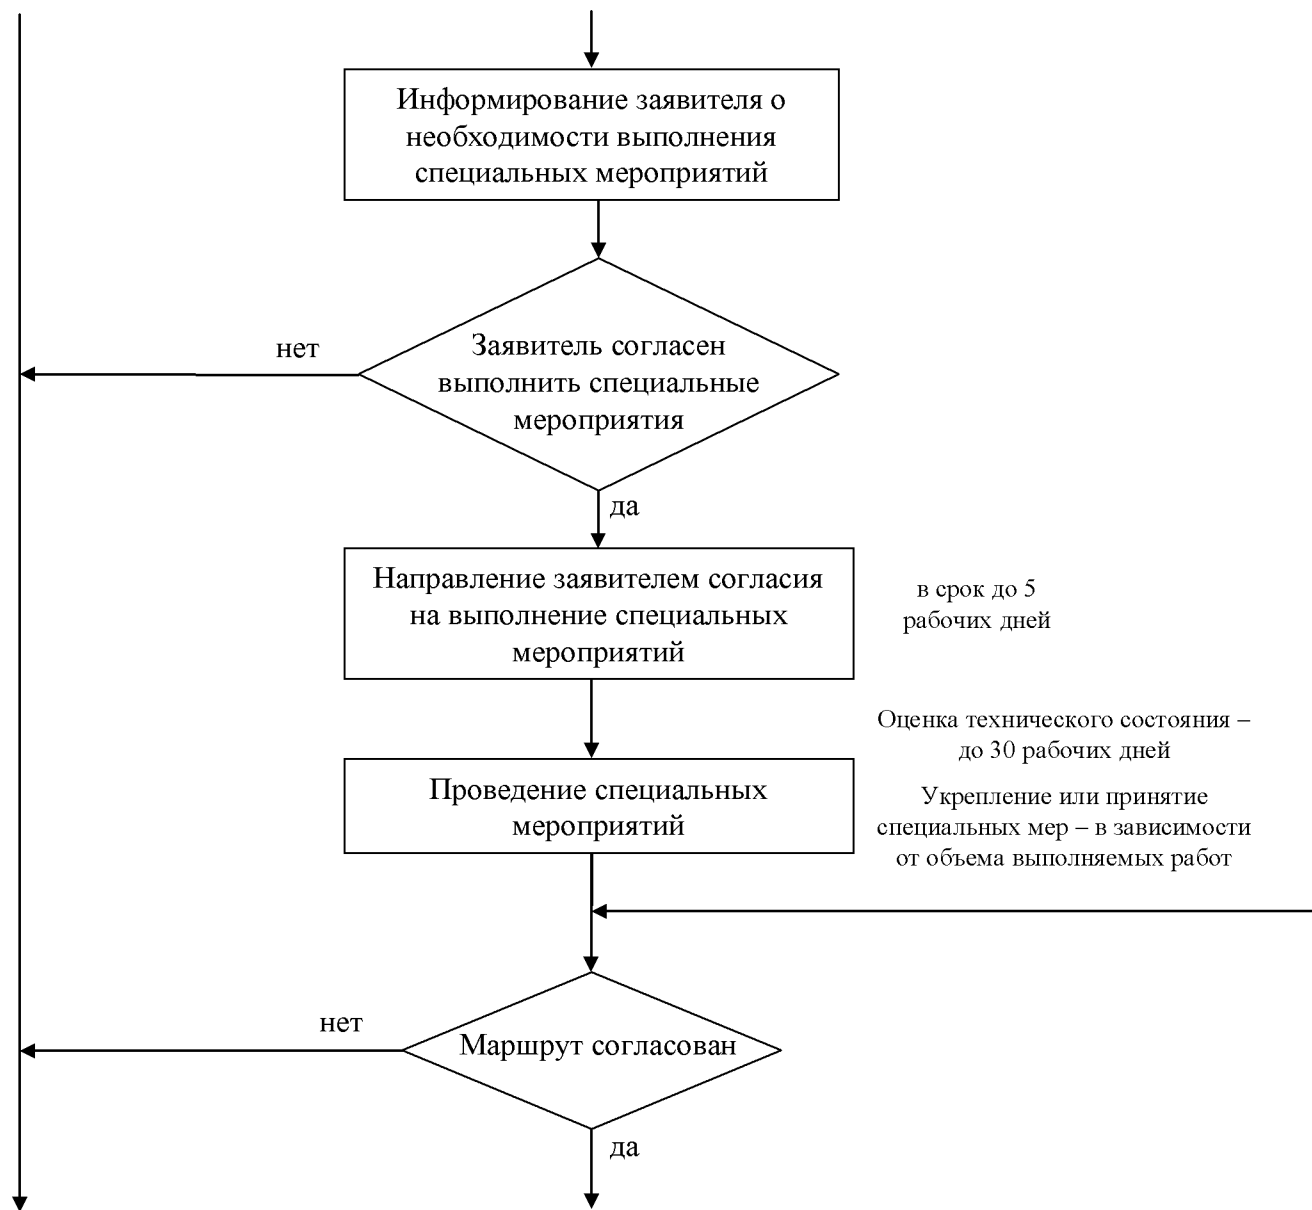 Информирование заявителя о
необходимости выполнения
специальных мероприятий
нет
Заявитель согласен
выполнить специальные
мероприятия
да
Направление заявителем согласия
на выполнение специальных
мероприятий
в срок до 5
рабочих дней
Оценка технического состояния –
до 30 рабочих дней
Проведение специальных
мероприятий
Укрепление или принятие
специальных мер – в зависимости
от объема выполняемых работ
нет
Маршрут согласован
да